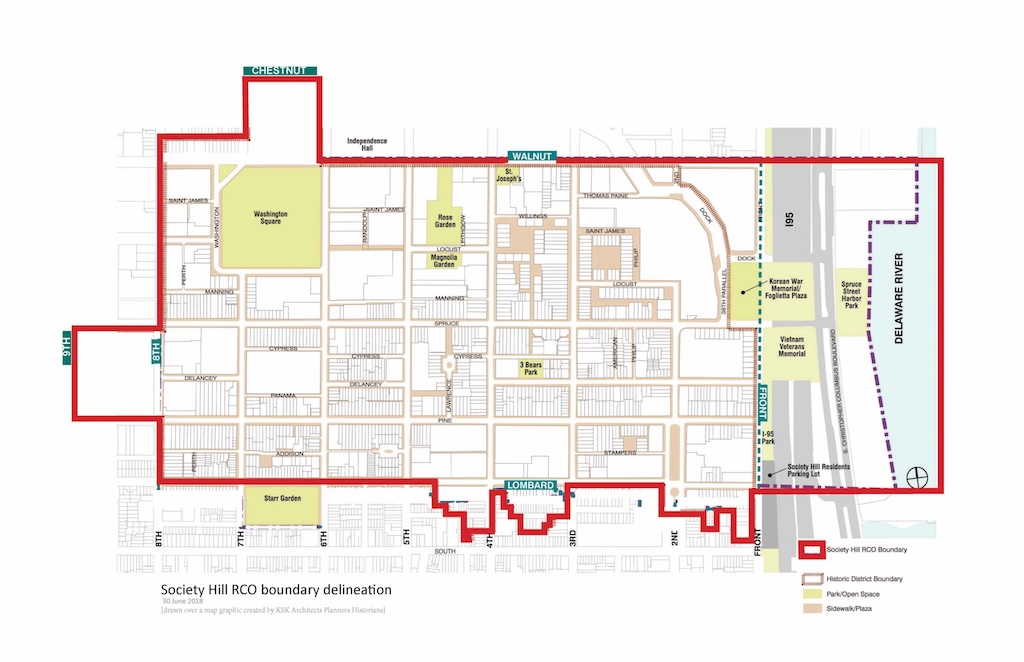 CHESTNUT
Independence
Hall
WALNUT
St.
Joseph's
2ND
THOMAS PAINE
SAINT JAMES
WASHINGTON
Washington
Square
RANDOLPH
SAINT JAMES
Rose
Garden
LEITHGOW
WILLINGS
SAINT JAMES
PHILIP
DOCK
FRONT
I95
LOCUST
Magnolia
Garden
LOCUST
DOCK
PERTH
MANNING
MANNING
38TH PARALLEL
Korean War
Memorial/
Foglietta Plaza
Spruce
Street
Harbor
Park
DELAWARE RIVER
SPRUCE
9TH
8TH
CYPRESS
CYPRESS
CYPRESS
AMERICAN
PHILIP
Vietnam
Veterans
Memorial
S. CHRISTOPHER COLUMBUS BOULEVARD
3 Bears
Park
DELANCEY
DELANCEY
LAWRENCE
PANAMA
FRONT
PINE
I-95
Park
PERTH
ADDISON
STAMPERS
Society Hill Residents
Parking Lot
LOMBARD
Starr Garden
8TH
7TH
6TH
5TH
4TH
3RD
2ND
FRONT
SOUTH
Society Hill RCO Boundary
Historic District Boundary
Park/Open Space
Sidewalk/Plaza
Society Hill RCO boundary delineation
30 June 2018
[drawn over a map graphic created by KSK Architects Planners Historians]